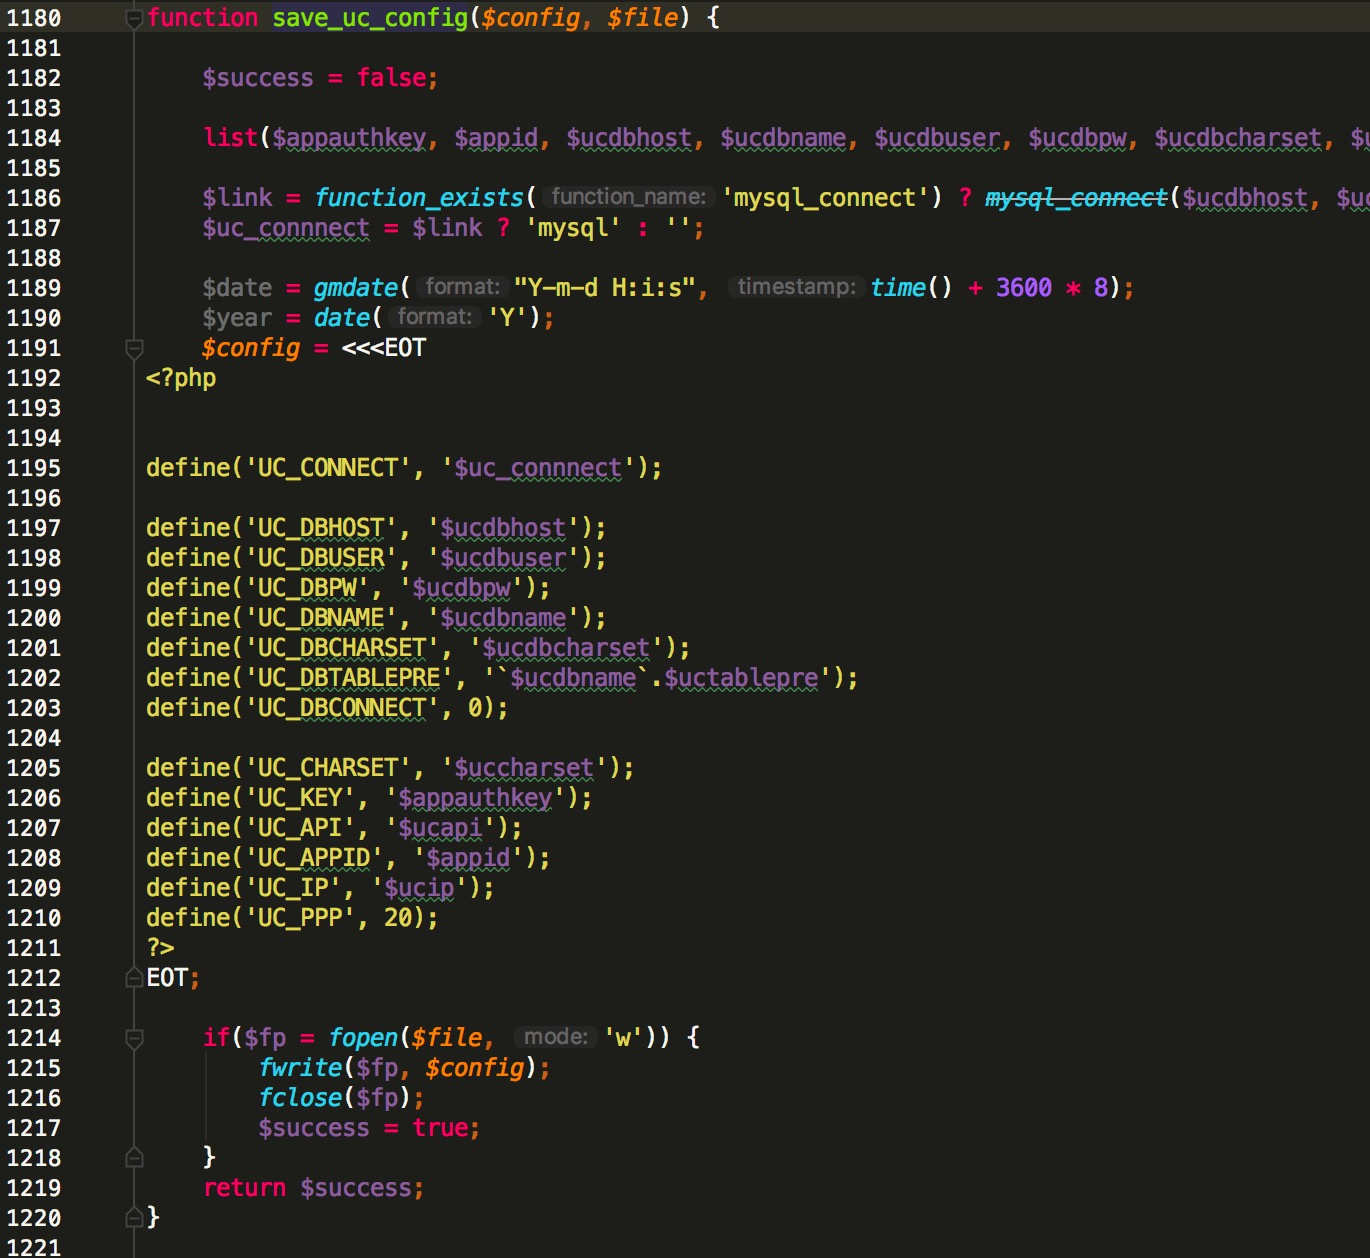 1180 function save_uc_config($config, $file) {
1181
1182 $success = false;
1183
1184 list($appauthkey, $appid, $ucdbhost, $ucdbname, $ucdbuser, $ucdbpw, $ucdbcharset,
1185
1186 $link = function_exists( function_name: 'mysql_connect') ? mysql_connect($ucdbhost,
1187 $uc_connnect = $link ? 'mysql' : '';
1188
1189 $date = gmdate( format: "Y-m-d H:i:s", timestamp: time() + 3600 * 8);
1190 $year = date( format: 'Y');
1191 $config = <<<EOT
1192 <?php
1193
1194
1195 define('UC_CONNECT', '$uc_connnect');
1196
1197 define('UC_DBHOST', '$ucdbhost');
1198 define('UC_DBUSER', '$ucdbuser');
1199 define('UC_DBPW', '$ucdbpw');
1200 define('UC_DBNAME', '$ucdbname');
1201 define('UC_DBCHARSET', '$ucdbcharset');
1202 define('UC_DBTABLEPRE', '`$ucdbname`.$uctablepre');
1203 define('UC_DBCONNECT', 0);
1204
1205 define('UC_CHARSET', '$uccharset');
1206 define('UC_KEY', '$appauthkey');
1207 define('UC_API', '$ucapi');
1208 define('UC_APPID', '$appid');
1209 define('UC_IP', '$ucip');
1210 define('UC_PPP', 20);
1211 ?>
1212 EOT;
1213
1214 if($fp = fopen($file, mode: 'w')) {
1215 fwrite($fp, $config);
1216 fclose($fp);
1217 $success = true;
1218 }
1219 return $success;
1220 }
1221